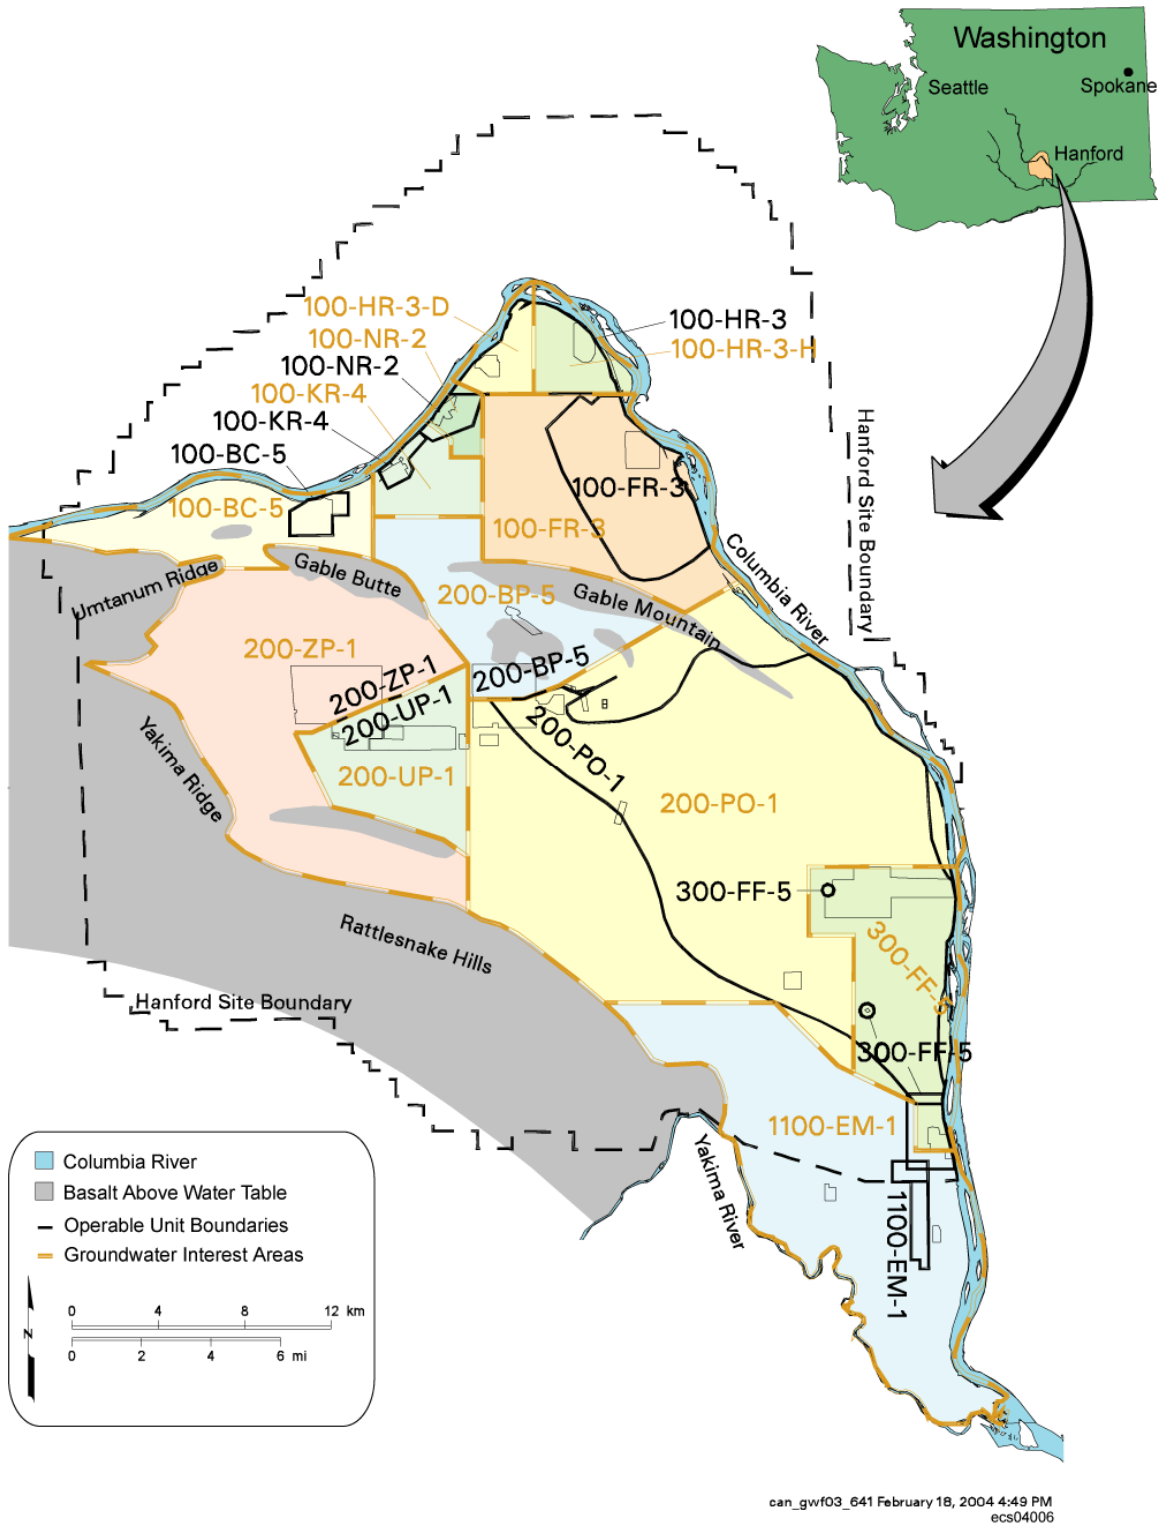 Washington
Seattle
Spokane
Hanford
100-HR-3-D
100-HR-3
100-NR-2
100-HR-3-H
100-NR-2
100-KR-4
100-KR-4
100-BC-5
100-FR-3
100-BC-5
100-FR-3
Hanford Site Boundary
Columbia River
Umtanum Ridge
Gable Butte
200-BP-5
Gable Mountain
200-ZP-1
200-BP-5
200-ZP-1
200-UP-1
200-PO-1
Yakima Ridge
200-UP-1
200-PO-1
300-FF-5
300-FF-5
Rattlesnake Hills
Hanford Site Boundary
300-FF-5
1100-EM-1
Yakima River
1100-EM-1
Columbia River
Basalt Above Water Table
Operable Unit Boundaries
Groundwater Interest Areas
N
0 4 8 12 km
0 2 4 6 mi
can_gwf03_641 February 18, 2004 4:49 PM
ecs04006